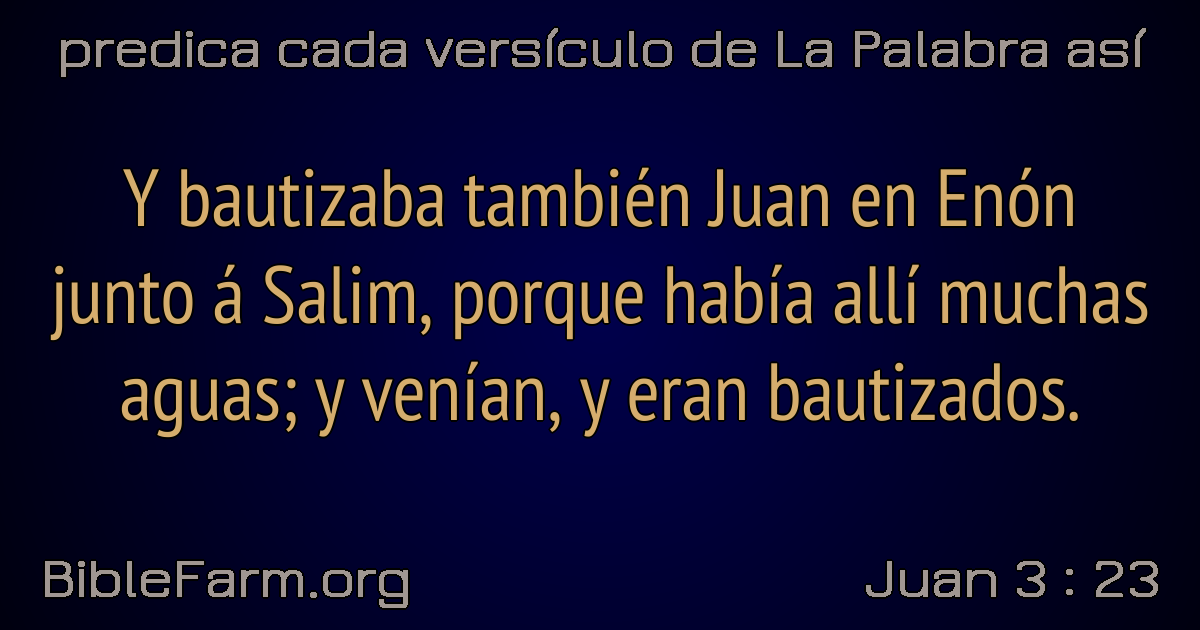 predica cada versículo de La Palabra así
Y bautizaba también Juan en Enón
junto á Salim, porque había allí muchas
aguas; y venían, y eran bautizados.
BibleFarm.org
Juan 3 : 23